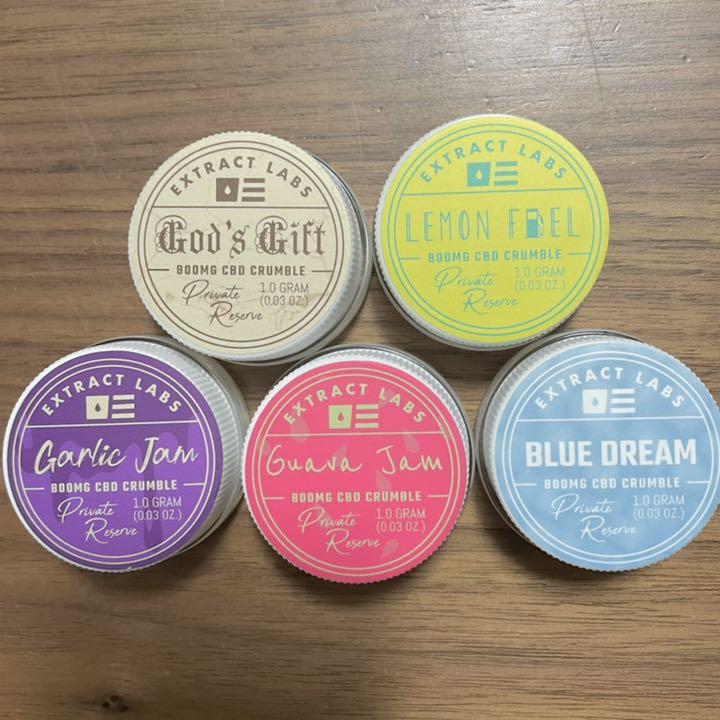 EXTRACT LABS
God's Gift
800MG CBD CRUMBLE
Private Reserve
1.0 GRAM
(0.03 OZ.)
EXTRACT LABS
LEMON FUEL
800MG CBD CRUMBLE
Private Reserve
1.0 GRAM
(0.03 OZ.)
EXTRACT LABS
Garlic Jam
800MG CBD CRUMBLE
Private Reserve
1.0 GRAM
(0.03 OZ.)
EXTRACT LABS
Guava Jam
800MG CBD CRUMBLE
Private Reserve
1.0 GRAM
(0.03 OZ.)
EXTRACT LABS
BLUE DREAM
800MG CBD CRUMBLE
Private Reserve
1.0 GRAM
(0.03 OZ.)